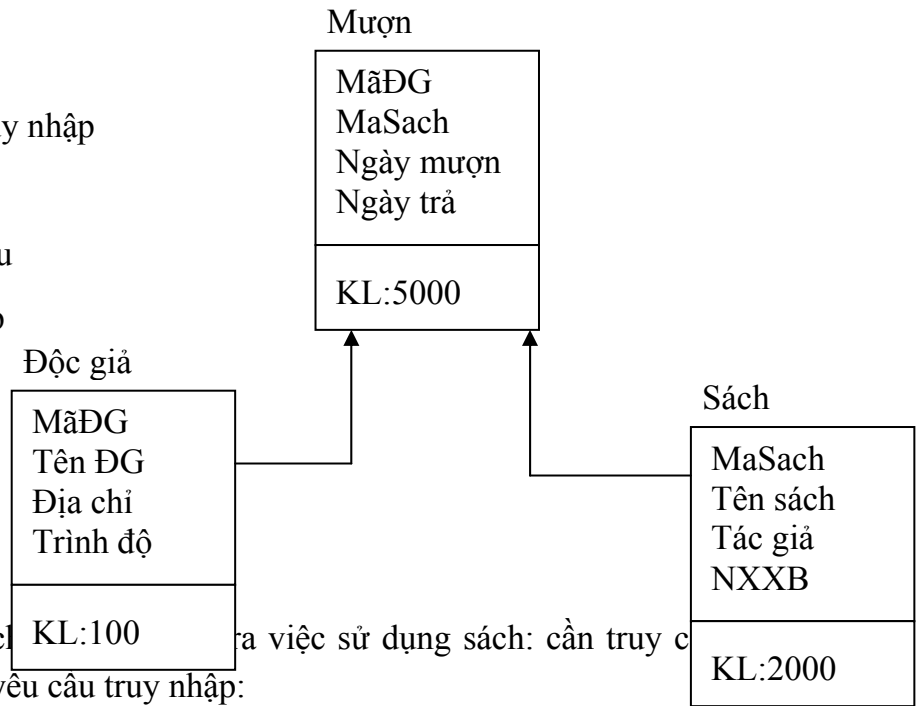 Mượn
MãĐG
MaSach
Ngày mượn
Ngày trả
KL:5000
nhập
Độc giả
MãĐG
Tên ĐG
Địa chỉ
Trình độ
KL:100
Sách
MaSach
Tên sách
Tác giả
NXXB
KL:2000
việc sử dụng sách: cần truy
yêu câu truy nhập: